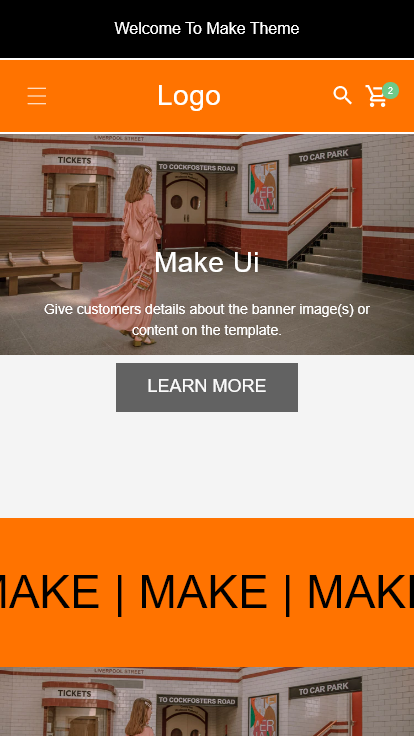 Welcome To Make Theme
Logo
2
LIVERPOOL STREET
TICKETS
TO COCKFOSTERS ROAD
TO CAR PARK
Make Ui
Give customers details about the banner image(s) or
content on the template.
LEARN MORE
MAKE | MAKE | MAKE
LIVERPOOL STREET
TICKETS
TO COCKFOSTERS ROAD
TO CAR PARK